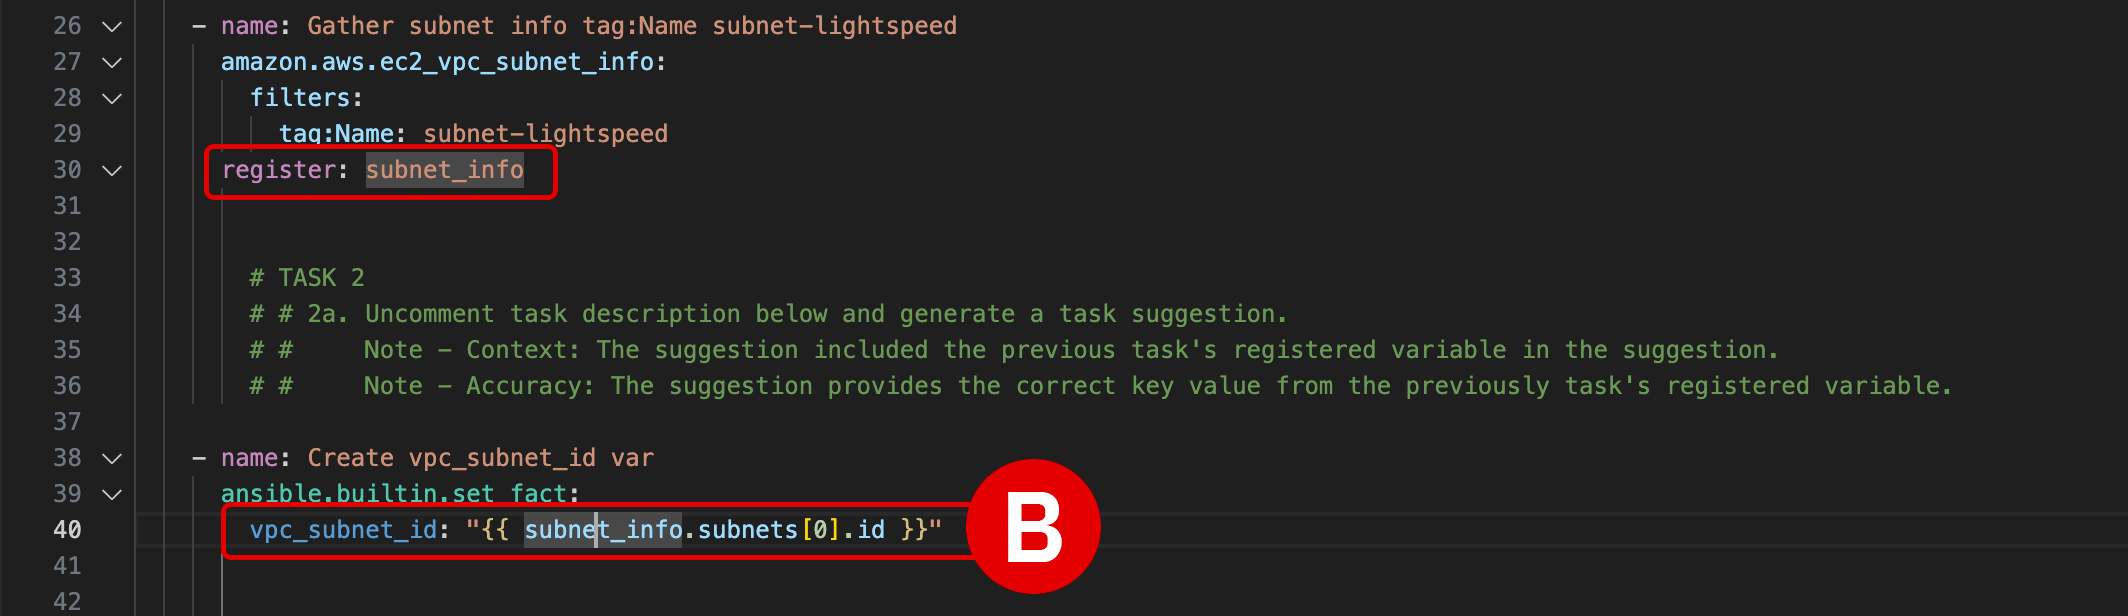 26 - name: Gather subnet info tag:Name subnet-lightspeed
27 amazon.aws.ec2_vpc_subnet_info:
28 filters:
29 tag:Name: subnet-lightspeed
30 register: subnet_info
31
32
33 # TASK 2
34 # # 2a. Uncomment task description below and generate a task suggestion.
35 # # Note - Context: The suggestion included the previous task's registered variable in the suggestion.
36 # # Note - Accuracy: The suggestion provides the correct key value from the previously task's registered variable.
37
38 - name: Create vpc_subnet_id var
39 ansible.builtin.set_fact:
40 vpc_subnet_id: "{{ subnet_info.subnets[0].id }}"
B
41
42